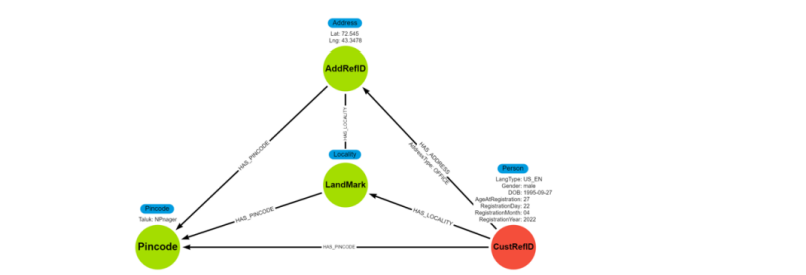 Address
Lat: 72.545
Lng: 43.3478
AddRefID
HAS_LOCALITY
HAS_PINCODE
HAS_ADDRESS
AddressType: OFFICE
Locality
LandMark
Person
LangType: US_EN
Gender: male
DOB: 1995-09-27
AgeAtRegistration: 27
RegistrationDay: 22
RegistrationMonth: 04
RegistrationYear: 2022
Pincode
Taluk: NPnager
HAS_PINCODE
HAS_LOCALITY
Pincode
HAS_PINCODE
CustRefID